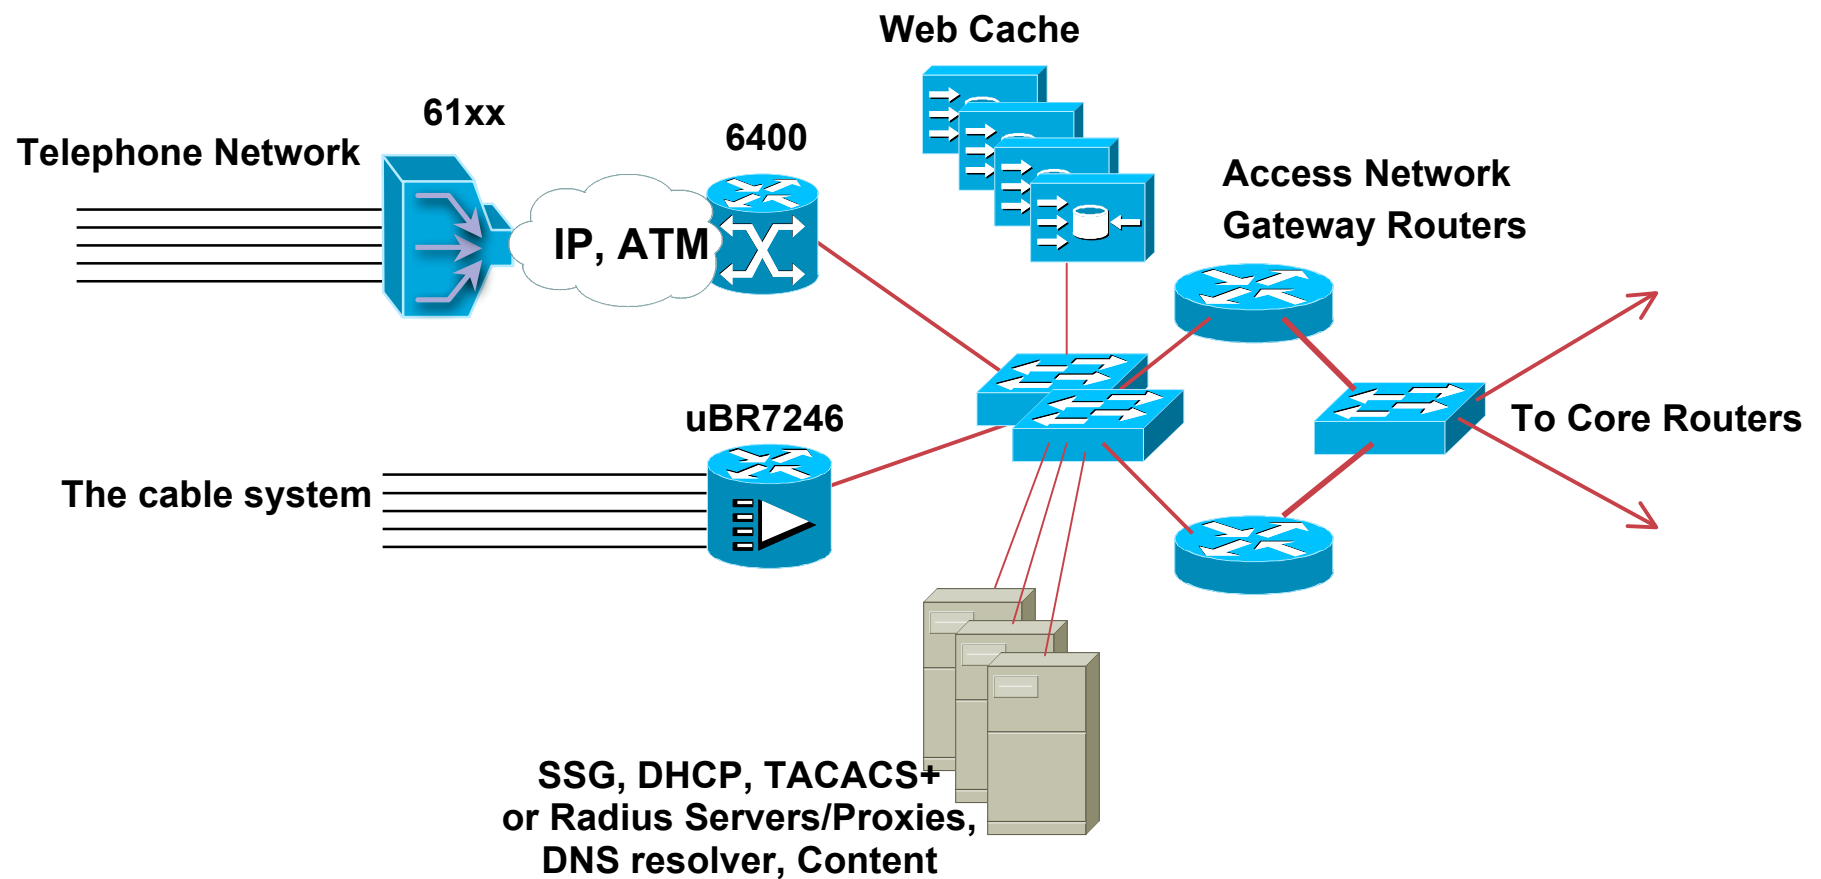 Web Cache
61xx
6400
Telephone Network
Access Network
Gateway Routers
IP, ATM
uBR7246
To Core Routers
The cable system
SSG, DHCP, TACACS+
or Radius Servers/Proxies,
DNS resolver, Content